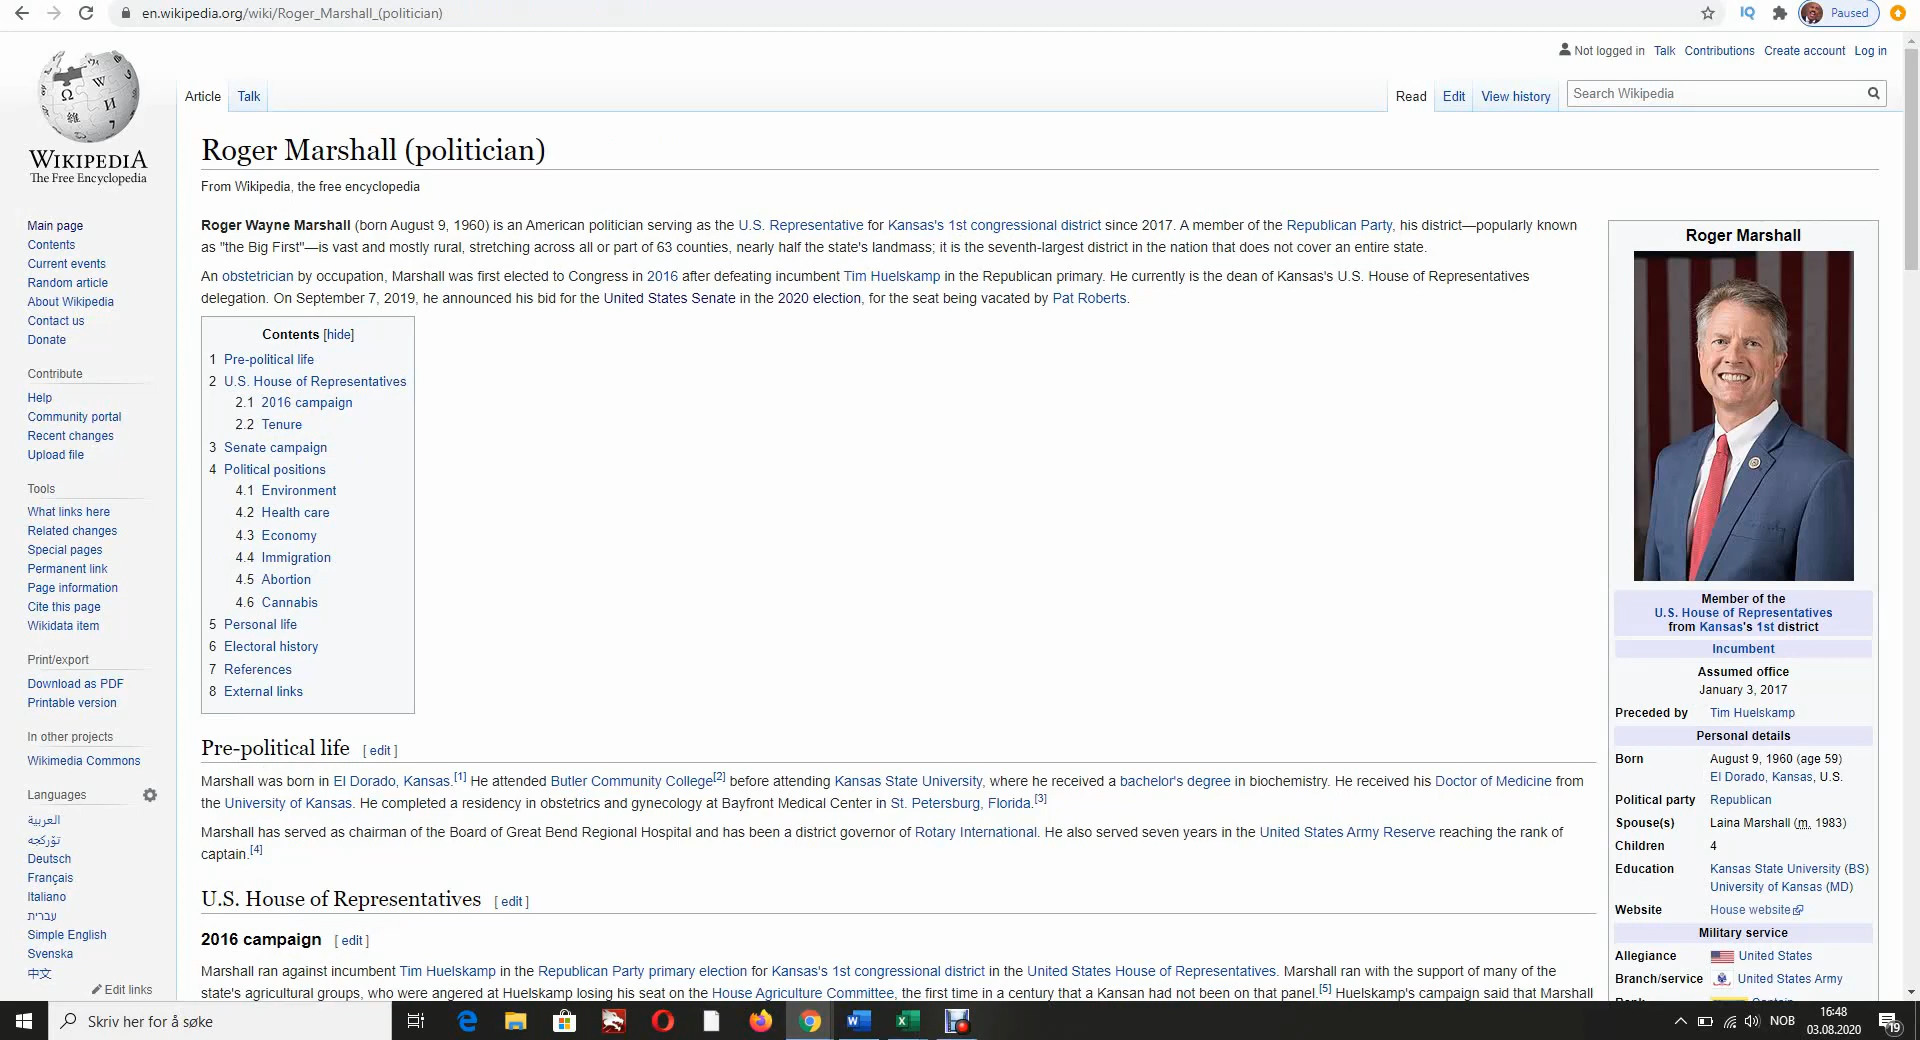 en.wikipedia.org/wiki/Roger_Marshall_(politician)
IQ
Paused
Not logged in Talk Contributions Create account Log in
Article Talk
Read Edit View history
Search Wikipedia
WIKIPEDIA
The Free Encyclopedia
Main page
Contents
Current events
Random article
About Wikipedia
Contact us
Donate
Contribute
Help
Community portal
Recent changes
Upload file
Tools
What links here
Related changes
Special pages
Permanent link
Page information
Cite this page
Wikidata item
Print/export
Download as PDF
Printable version
In other projects
Wikimedia Commons
Languages
العربية
تۆرکجه
Deutsch
Français
Italiano
עברית
Simple English
Svenska
中文
Edit links
Roger Marshall (politician)
From Wikipedia, the free encyclopedia
Roger Wayne Marshall (born August 9, 1960) is an American politician serving as the U.S. Representative for Kansas's 1st congressional district since 2017. A member of the Republican Party, his district—popularly known
as "the Big First"—is vast and mostly rural, stretching across all or part of 63 counties, nearly half the state's landmass; it is the seventh-largest district in the nation that does not cover an entire state.
An obstetrician by occupation, Marshall was first elected to Congress in 2016 after defeating incumbent Tim Huelskamp in the Republican primary. He currently is the dean of Kansas's U.S. House of Representatives
delegation. On September 7, 2019, he announced his bid for the United States Senate in the 2020 election, for the seat being vacated by Pat Roberts.
Contents [hide]
1 Pre-political life
2 U.S. House of Representatives
2.1 2016 campaign
2.2 Tenure
3 Senate campaign
4 Political positions
4.1 Environment
4.2 Health care
4.3 Economy
4.4 Immigration
4.5 Abortion
4.6 Cannabis
5 Personal life
6 Electoral history
7 References
8 External links
Pre-political life [ edit ]
Marshall was born in El Dorado, Kansas.[1] He attended Butler Community College[2] before attending Kansas State University, where he received a bachelor's degree in biochemistry. He received his Doctor of Medicine from
the University of Kansas. He completed a residency in obstetrics and gynecology at Bayfront Medical Center in St. Petersburg, Florida.[3]
Marshall has served as chairman of the Board of Great Bend Regional Hospital and has been a district governor of Rotary International. He also served seven years in the United States Army Reserve reaching the rank of
captain.[4]
U.S. House of Representatives [ edit ]
2016 campaign [ edit ]
Marshall ran against incumbent Tim Huelskamp in the Republican Party primary election for Kansas's 1st congressional district in the United States House of Representatives. Marshall ran with the support of many of the
state's agricultural groups, who were angered at Huelskamp losing his seat on the House Agriculture Committee, the first time in a century that a Kansan had not been on that panel.[5] Huelskamp's campaign said that Marshall
Roger Marshall
Member of the
U.S. House of Representatives
from Kansas's 1st district
Incumbent
Assumed office
January 3, 2017
Preceded by Tim Huelskamp
Personal details
Born August 9, 1960 (age 59)
El Dorado, Kansas, U.S.
Political party Republican
Spouse(s) Laina Marshall (m. 1983)
Children 4
Education Kansas State University (BS)
University of Kansas (MD)
Website House website
Military service
Allegiance United States
Branch/service United States Army
Skriv her for å søke
NOB
16:48
03.08.2020
19